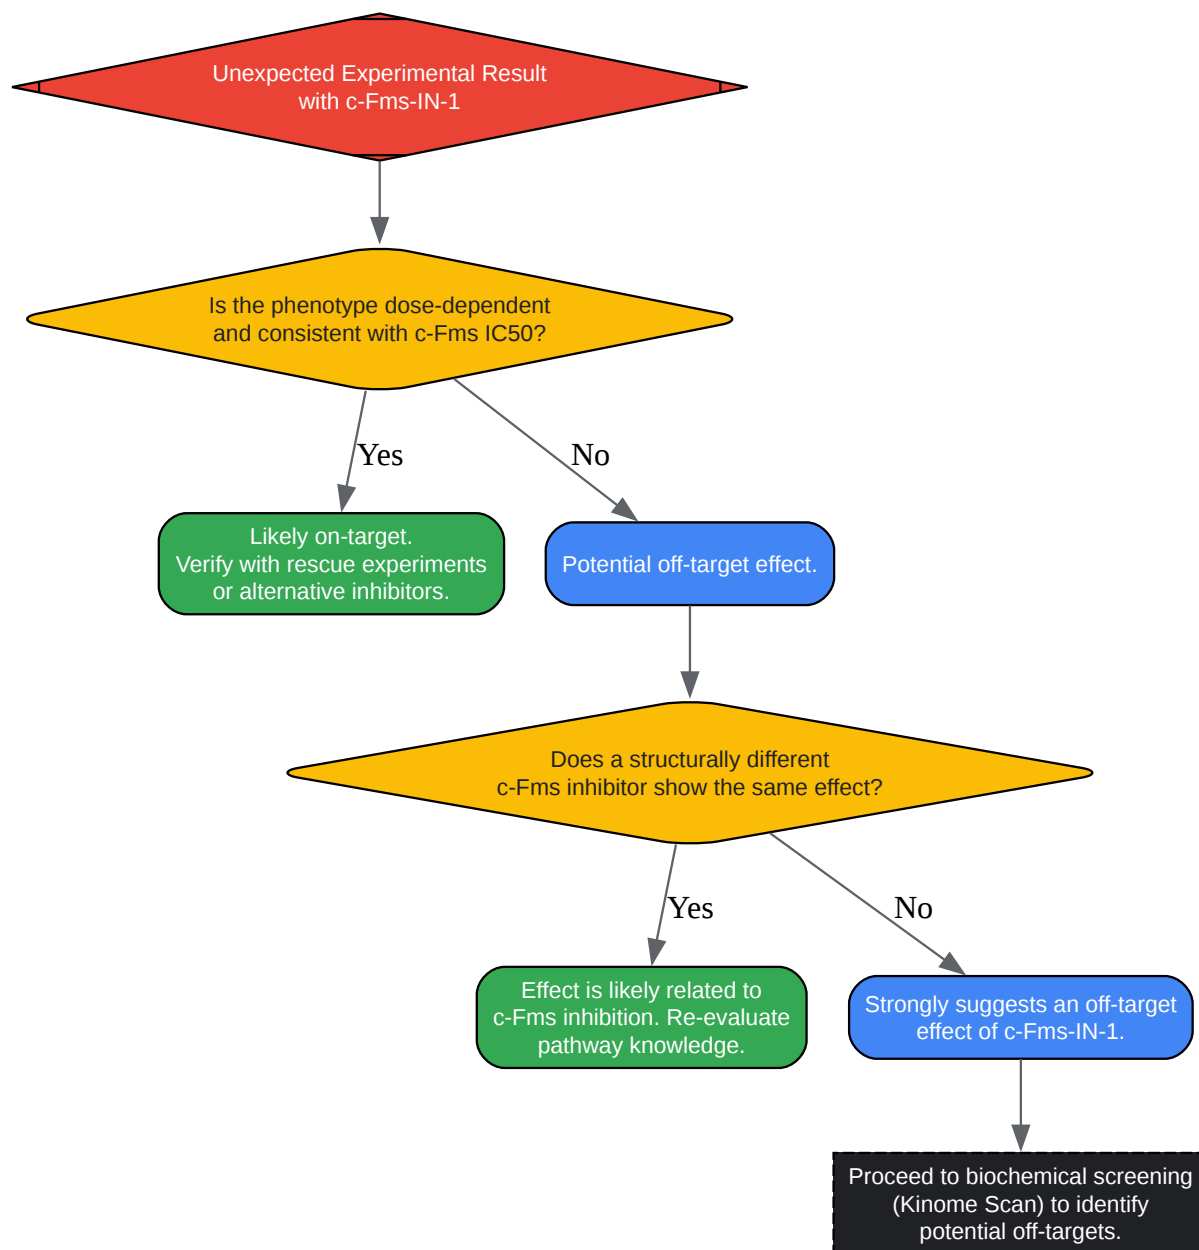 Unexpected Experimental Result
with c-Fms-IN-1
Is the phenotype dose-dependent
and consistent with c-Fms IC50?
Yes
No
Likely on-target.
Verify with rescue experiments
or alternative inhibitors.
Potential off-target effect.
Does a structurally different
c-Fms inhibitor show the same effect?
Yes
No
Effect is likely related to
c-Fms inhibition. Re-evaluate
pathway knowledge.
Strongly suggests an off-target
effect of c-Fms-IN-1.
Proceed to biochemical screening
(Kinome Scan) to identify
potential off-targets.